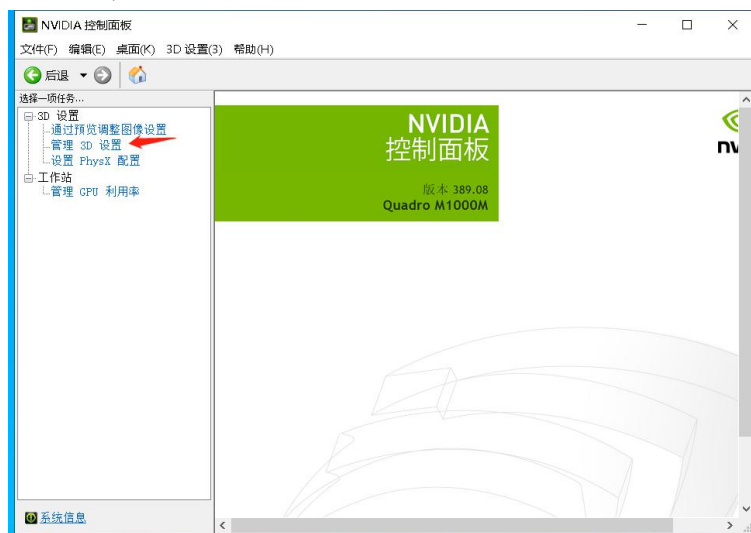 NVIDIA 控制面板
文件(F) 编辑(E) 桌面(K) 3D 设置(3) 帮助(H)
后退
选择一项任务...
3D 设置
通过预览调整图像设置
管理 3D 设置
设置 PhysX 配置
工作站
管理 GPU 利用率
系统信息
NVIDIA
控制面板
版本 389.08
Quadro M1000M